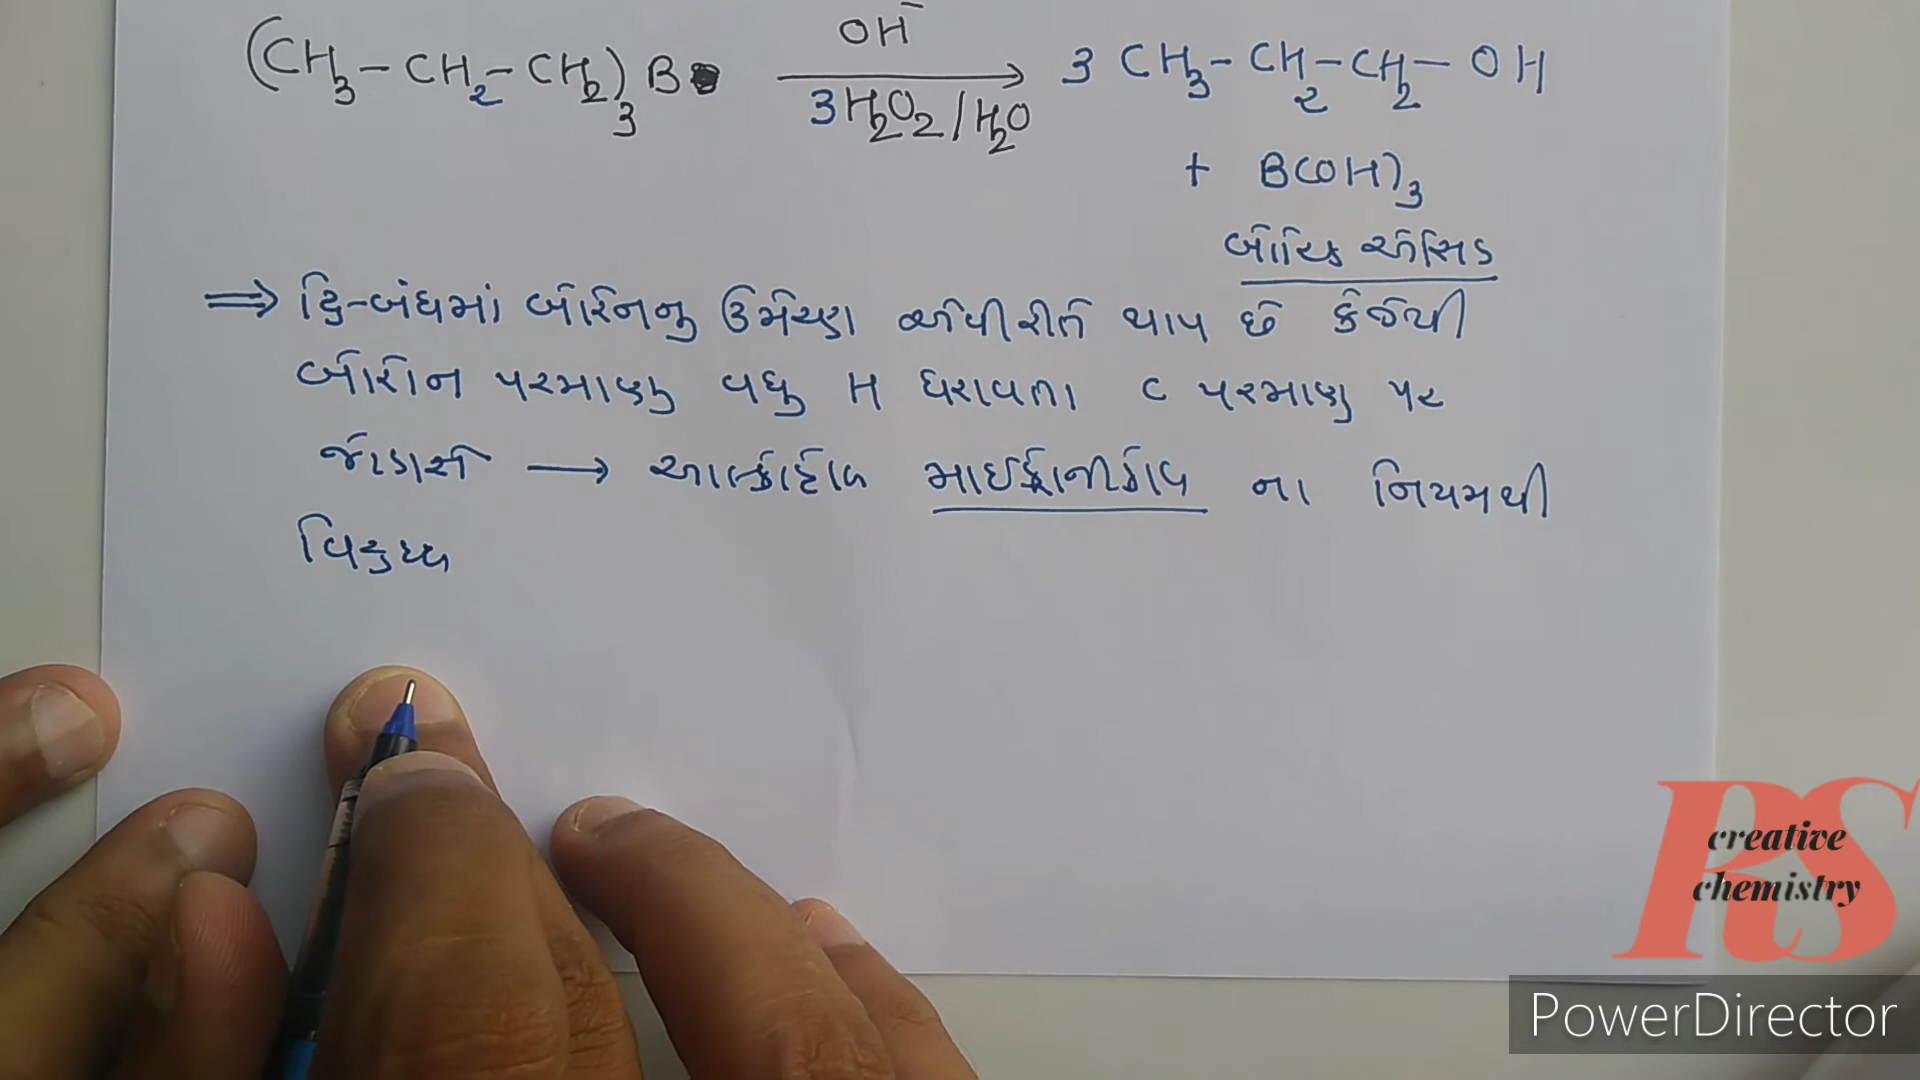 (CH3-CH2-CH2)3B OH⁻ 3H2O2/H2O 3 CH3-CH2-CH2-OH
+ B(OH)3
બોરિક એસિડ
⇒ દ્વિ-બંધમાં બોરેનનુ ઉમેરણ એવી રીતે થાય છે કે જેથી
બોરોન પરમાણુ વધુ H ધરાવતા C પરમાણુ પર
જોડાશે → આલ્કોહોલ માર્કોવનીકોવ ના નિયમથી
વિરુધ્ધ
RS
creative
chemistry
PowerDirector